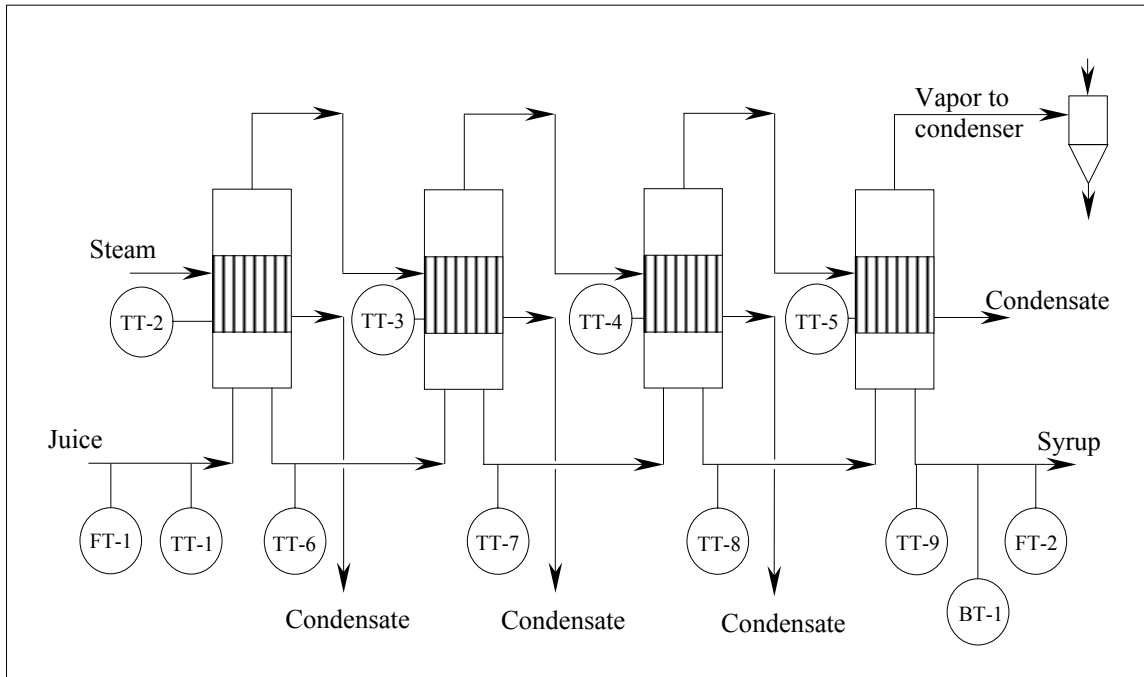 Vapor to
condenser
Steam
TT-2
TT-3
TT-4
TT-5
Condensate
Juice
Syrup
FT-1
TT-1
TT-6
TT-7
TT-8
TT-9
FT-2
BT-1
Condensate
Condensate
Condensate